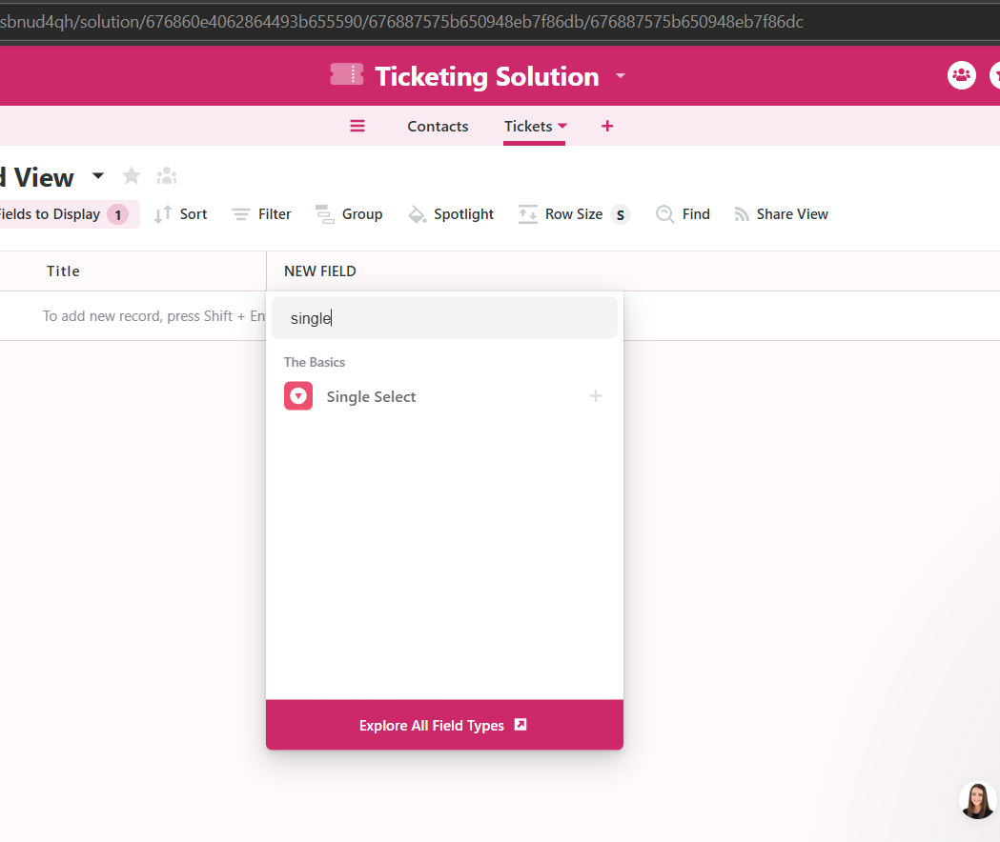 sbnud4qh/solution/676860e4062864493b655590/676887575b650948eb7f86db/676887575b650948eb7f86dc
Ticketing Solution
Contacts Tickets +
d View
Fields to Display 1 Sort Filter Group Spotlight Row Size S Find Share View
Title NEW FIELD
To add new record, press Shift + En
single
The Basics
Single Select +
Explore All Field Types